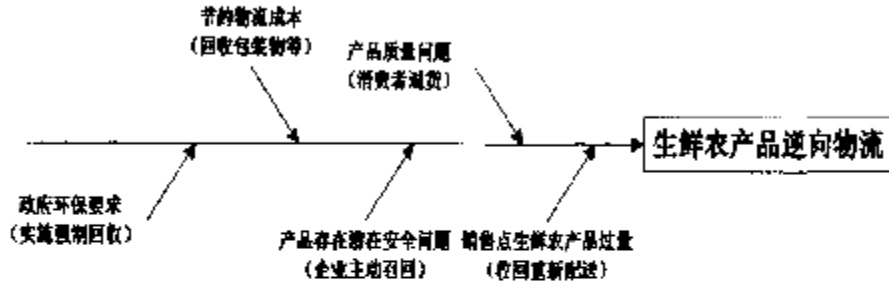 节约物流成本
(回收包装物等)
产品质量问题
(消费者退货)
生鲜农产品逆向物流
政府环保要求
(实施强制回收)
产品存在潜在安全问题
(企业主动召回)
销售点生鲜农产品过量
(收回重新配送)